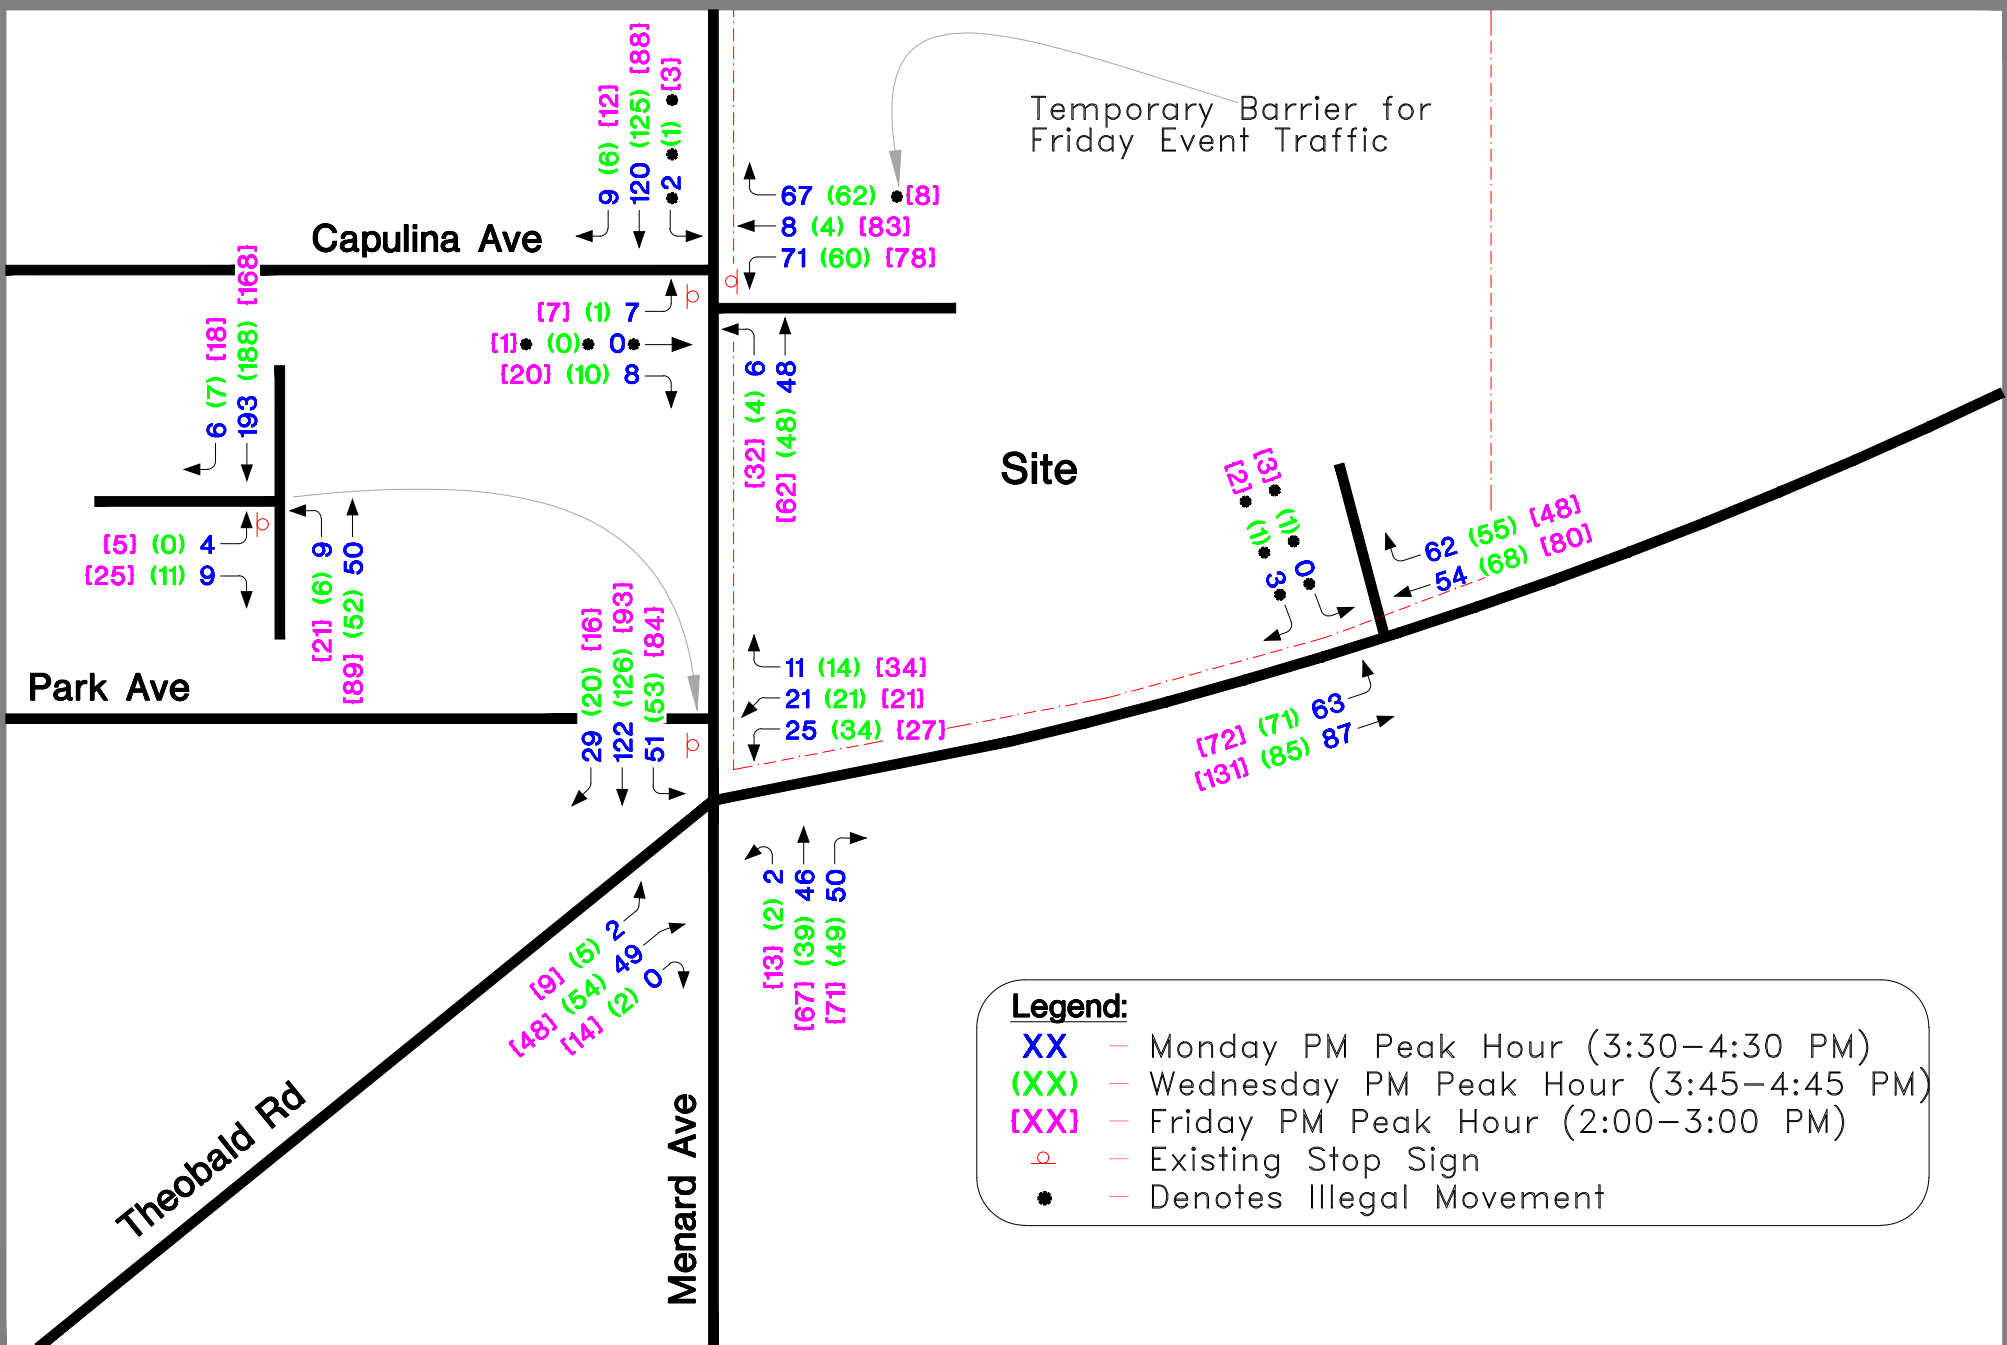 9 (6) [12]
120 (125) [88]
2 (1) [3]
Temporary Barrier for
Friday Event Traffic
67 (62) [8]
8 (4) [83]
71 (60) [78]
Capulina Ave
[7] (1) 7
[1] (0) 0
[20] (10) 8
6 (7) [18]
193 (188) [168]
[32] (4) 6
[62] (48) 48
Site
[2] (1) 3
[3] (1) 0
62 (55) [48]
54 (68) [80]
[5] (0) 4
[25] (11) 9
[21] (6) 9
[89] (52) 50
29 (20) [16]
122 (126) [93]
51 (53) [84]
Park Ave
11 (14) [34]
21 (21) [21]
25 (34) [27]
[72] (71) 63
[131] (85) 87
[13] (2) 2
[67] (39) 46
[71] (49) 50
[9] (5) 2
[48] (54) 49
[14] (2) 0
Theobald Rd
Menard Ave
Legend:
XX — Monday PM Peak Hour (3:30-4:30 PM)
(XX) — Wednesday PM Peak Hour (3:45-4:45 PM)
[XX] — Friday PM Peak Hour (2:00-3:00 PM)
— Existing Stop Sign
— Denotes Illegal Movement